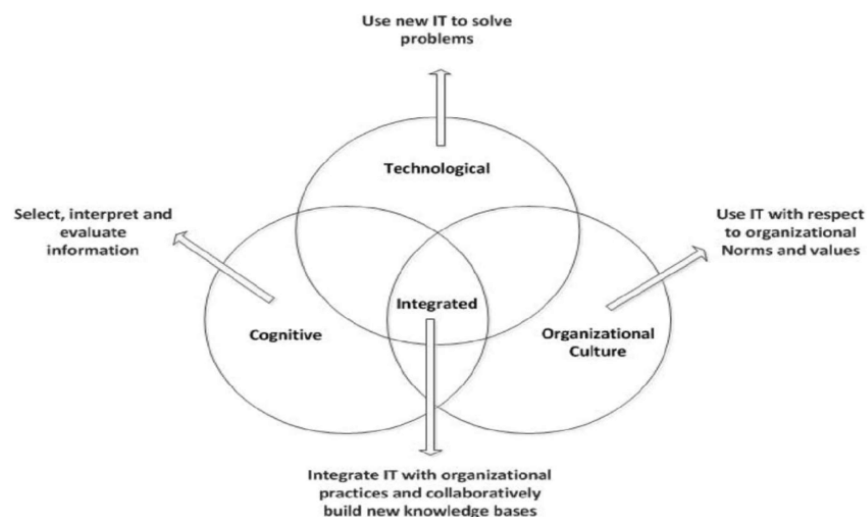 Use new IT to solve
problems
Technological
Select, interpret and
evaluate
information
Use IT with respect
to organizational
Norms and values
Integrated
Cognitive
Organizational
Culture
Integrate IT with organizational
practices and collaboratively
build new knowledge bases